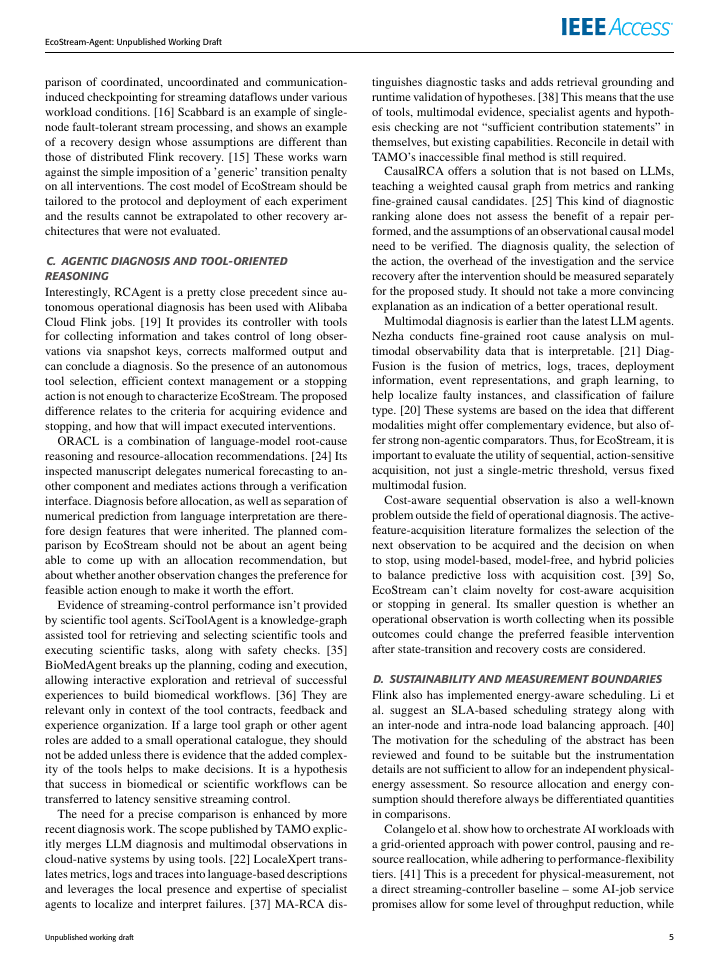 IEEE Access
EcoStream-Agent: Unpublished Working Draft
parison of coordinated, uncoordinated and communication-
induced checkpointing for streaming dataflows under various
workload conditions. [16] Scabbard is an example of single-
node fault-tolerant stream processing, and shows an example
of a recovery design whose assumptions are different than
those of distributed Flink recovery. [15] These works warn
against the simple imposition of a 'generic' transition penalty
on all interventions. The cost model of EcoStream should be
tailored to the protocol and deployment of each experiment
and the results cannot be extrapolated to other recovery ar-
chitectures that were not evaluated.
C. AGENTIC DIAGNOSIS AND TOOL-ORIENTED
REASONING
Interestingly, RCAgent is a pretty close precedent since au-
tonomous operational diagnosis has been used with Alibaba
Cloud Flink jobs. [19] It provides its controller with tools
for collecting information and takes control of long obser-
vations via snapshot keys, corrects malformed output and
can conclude a diagnosis. So the presence of an autonomous
tool selection, efficient context management or a stopping
action is not enough to characterize EcoStream. The proposed
difference relates to the criteria for acquiring evidence and
stopping, and how that will impact executed interventions.
ORACL is a combination of language-model root-cause
reasoning and resource-allocation recommendations. [24] Its
inspected manuscript delegates numerical forecasting to an-
other component and mediates actions through a verification
interface. Diagnosis before allocation, as well as separation of
numerical prediction from language interpretation are there-
fore design features that were inherited. The planned com-
parison by EcoStream should not be about an agent being
able to come up with an allocation recommendation, but
about whether another observation changes the preference for
feasible action enough to make it worth the effort.
Evidence of streaming-control performance isn't provided
by scientific tool agents. SciToolAgent is a knowledge-graph
assisted tool for retrieving and selecting scientific tools and
executing scientific tasks, along with safety checks. [35]
BioMedAgent breaks up the planning, coding and execution,
allowing interactive exploration and retrieval of successful
experiences to build biomedical workflows. [36] They are
relevant only in context of the tool contracts, feedback and
experience organization. If a large tool graph or other agent
roles are added to a small operational catalogue, they should
not be added unless there is evidence that the added complex-
ity of the tools helps to make decisions. It is a hypothesis
that success in biomedical or scientific workflows can be
transferred to latency sensitive streaming control.
The need for a precise comparison is enhanced by more
recent diagnosis work. The scope published by TAMO explic-
itly merges LLM diagnosis and multimodal observations in
cloud-native systems by using tools. [22] LocaleXpert trans-
lates metrics, logs and traces into language-based descriptions
and leverages the local presence and expertise of specialist
agents to localize and interpret failures. [37] MA-RCA dis-
tinguishes diagnostic tasks and adds retrieval grounding and
runtime validation of hypotheses. [38] This means that the use
of tools, multimodal evidence, specialist agents and hypoth-
esis checking are not "sufficient contribution statements" in
themselves, but existing capabilities. Reconcile in detail with
TAMO's inaccessible final method is still required.
CausalRCA offers a solution that is not based on LLMs,
teaching a weighted causal graph from metrics and ranking
fine-grained causal candidates. [25] This kind of diagnostic
ranking alone does not assess the benefit of a repair per-
formed, and the assumptions of an observational causal model
need to be verified. The diagnosis quality, the selection of
the action, the overhead of the investigation and the service
recovery after the intervention should be measured separately
for the proposed study. It should not take a more convincing
explanation as an indication of a better operational result.
Multimodal diagnosis is earlier than the latest LLM agents.
Nezha conducts fine-grained root cause analysis on mul-
timodal observability data that is interpretable. [21] Diag-
Fusion is the fusion of metrics, logs, traces, deployment
information, event representations, and graph learning, to
help localize faulty instances, and classification of failure
type. [20] These systems are based on the idea that different
modalities might offer complementary evidence, but also of-
fer strong non-agentic comparators. Thus, for EcoStream, it is
important to evaluate the utility of sequential, action-sensitive
acquisition, not just a single-metric threshold, versus fixed
multimodal fusion.
Cost-aware sequential observation is also a well-known
problem outside the field of operational diagnosis. The active-
feature-acquisition literature formalizes the selection of the
next observation to be acquired and the decision on when
to stop, using model-based, model-free, and hybrid policies
to balance predictive loss with acquisition cost. [39] So,
EcoStream can't claim novelty for cost-aware acquisition
or stopping in general. Its smaller question is whether an
operational observation is worth collecting when its possible
outcomes could change the preferred feasible intervention
after state-transition and recovery costs are considered.
D. SUSTAINABILITY AND MEASUREMENT BOUNDARIES
Flink also has implemented energy-aware scheduling. Li et
al. suggest an SLA-based scheduling strategy along with
an inter-node and intra-node load balancing approach. [40]
The motivation for the scheduling of the abstract has been
reviewed and found to be suitable but the instrumentation
details are not sufficient to allow for an independent physical-
energy assessment. So resource allocation and energy con-
sumption should therefore always be differentiated quantities
in comparisons.
Colangelo et al. show how to orchestrate AI workloads with
a grid-oriented approach with power control, pausing and re-
source reallocation, while adhering to performance-flexibility
tiers. [41] This is a precedent for physical-measurement, not
a direct streaming-controller baseline – some AI-job service
promises allow for some level of throughput reduction, while
Unpublished working draft
5